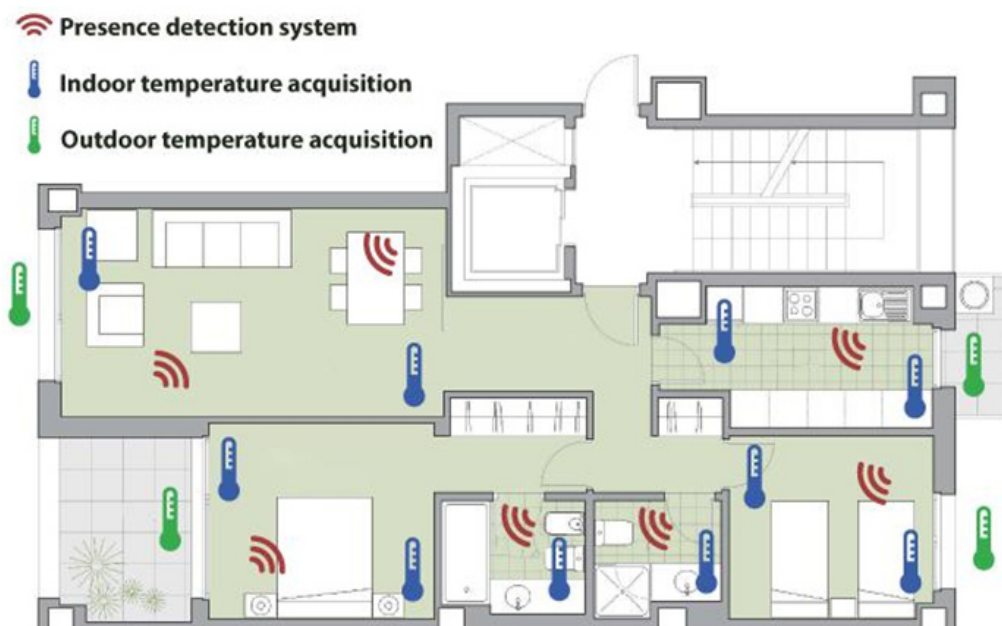 Presence detection system
Indoor temperature acquisition
Outdoor temperature acquisition